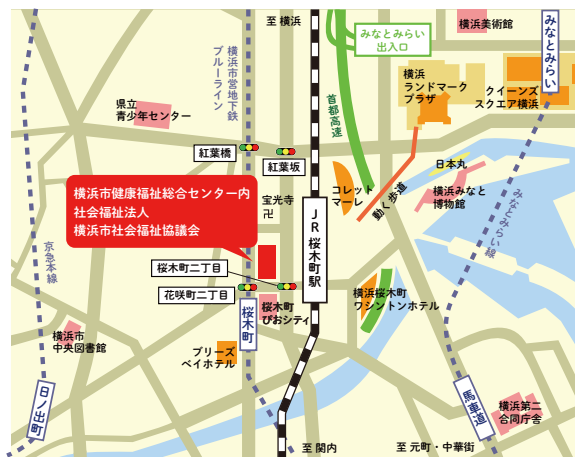 至 横浜
みなとみらい
出入口
横浜美術館
みなとみらい
横浜市営地下鉄
ブルーライン
首都高速
横浜
ランドマーク
プラザ
クイーンズ
スクエア横浜
県立
青少年センター
紅葉橋
紅葉坂
日本丸
横浜市健康福祉総合センター内
社会福祉法人
横浜市社会福祉協議会
宝光寺
卍
コレット
マーレ
動く歩道
横浜みなと
博物館
みなとみらい線
JR桜木町駅
京急本線
桜木町二丁目
花咲町二丁目
桜木町
桜木町
ぴおシティ
横浜桜木町
ワシントンホテル
横浜市
中央図書館
ブリーズ
ベイホテル
日ノ出町
馬車道
横浜第二
合同庁舎
至 関内
至 元町・中華街